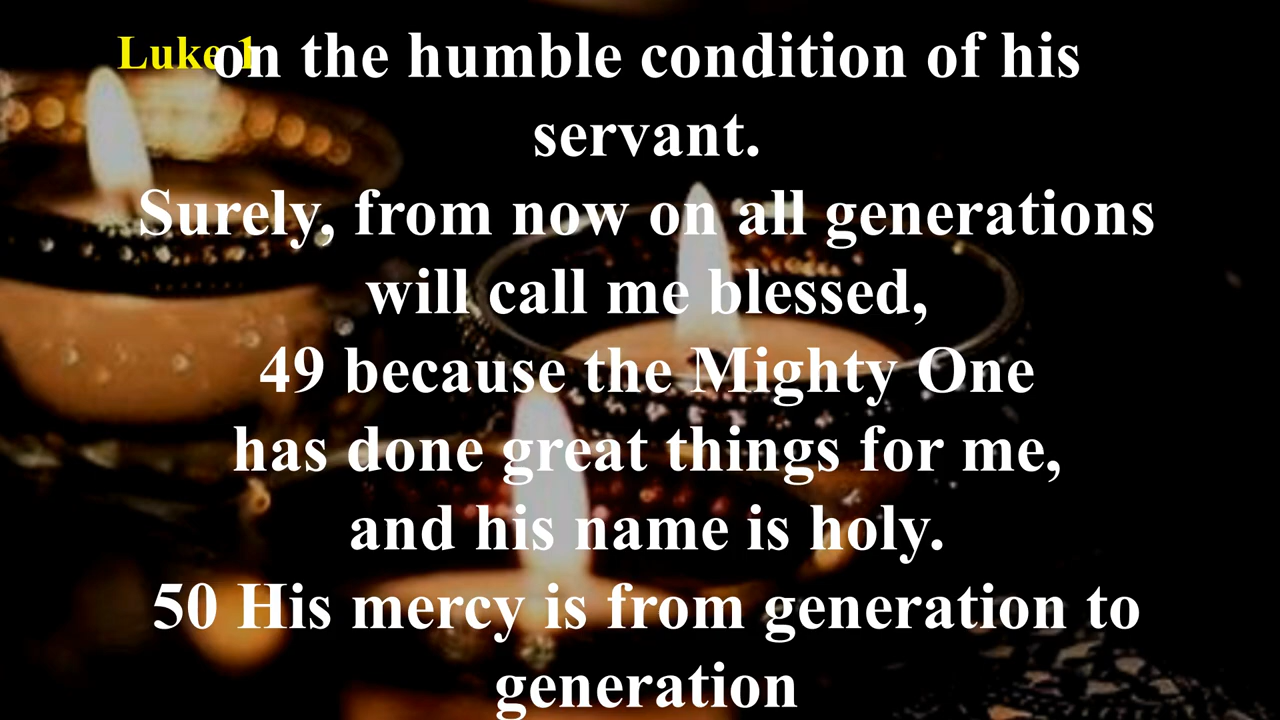 Luke 1
on the humble condition of his
servant.
Surely, from now on all generations
will call me blessed,
49 because the Mighty One
has done great things for me,
and his name is holy.
50 His mercy is from generation to
generation